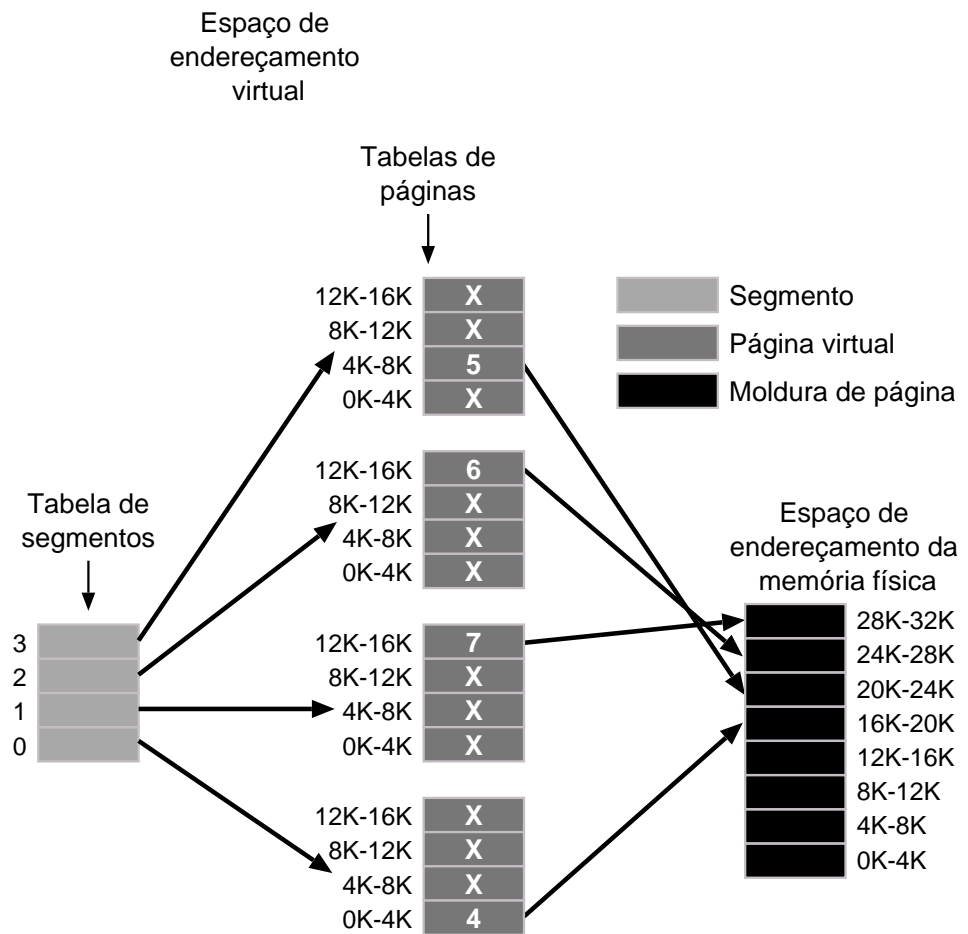 Espaço de
endereçamento
virtual
Tabelas de
páginas
12K-16K X
8K-12K X
4K-8K 5
0K-4K X
Segmento
Página virtual
Moldura de página
12K-16K 6
8K-12K X
4K-8K X
0K-4K X
Tabela de
segmentos
3
2
1
0
12K-16K 7
8K-12K X
4K-8K X
0K-4K X
12K-16K X
8K-12K X
4K-8K X
0K-4K 4
Espaço de
endereçamento da
memória física
28K-32K
24K-28K
20K-24K
16K-20K
12K-16K
8K-12K
4K-8K
0K-4K